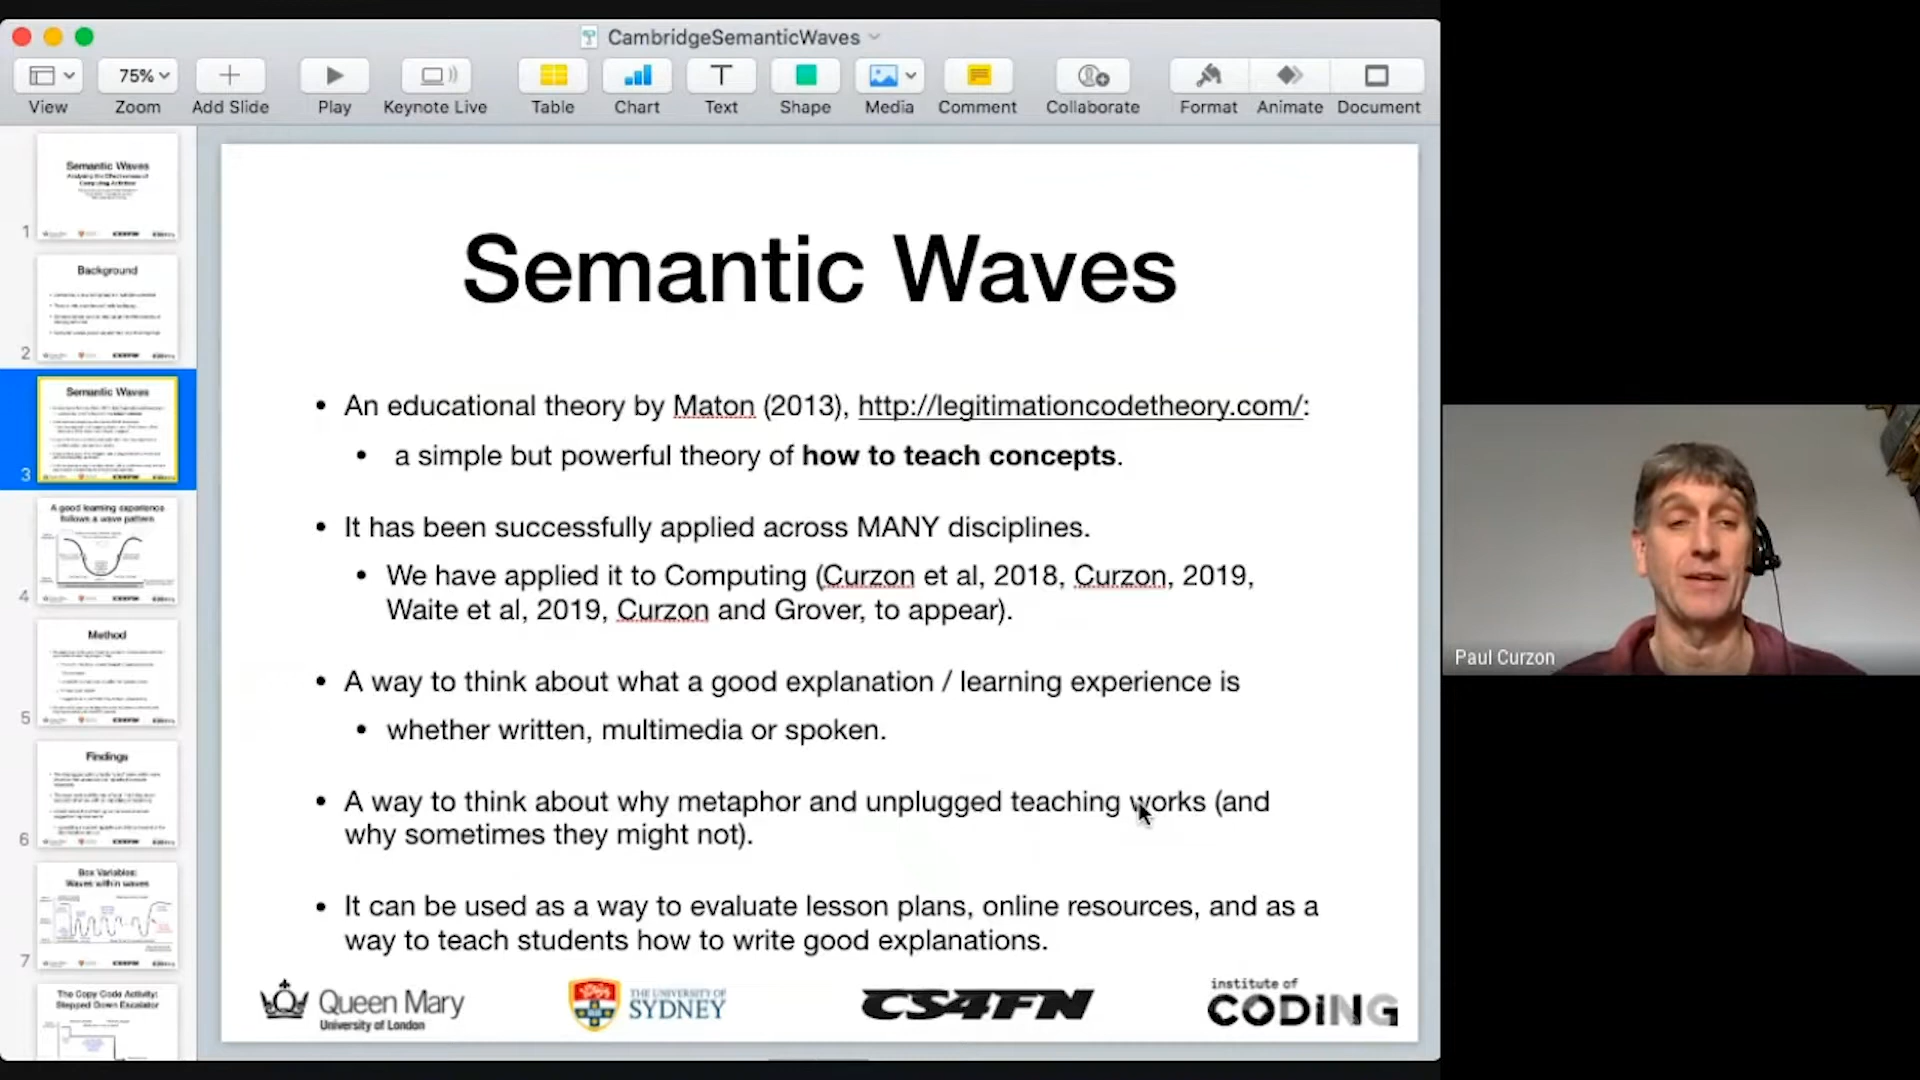 CambridgeSemanticWaves
75%
View
Zoom
Add Slide
Play
Keynote Live
Table
Chart
Text
Shape
Media
Comment
Collaborate
Format
Animate
Document
Semantic Waves
1
Background
2
Semantic Waves
3
A good learning experience
follows a wave pattern
4
Method
5
Findings
6
Box Variables:
Waves within waves
7
The Copy Code Activity:
Stepped Down Escalator
Semantic Waves
• An educational theory by Maton (2013), http://legitimationcodetheory.com/:
• a simple but powerful theory of how to teach concepts.
• It has been successfully applied across MANY disciplines.
• We have applied it to Computing (Curzon et al, 2018, Curzon, 2019,
Waite et al, 2019, Curzon and Grover, to appear).
• A way to think about what a good explanation / learning experience is
• whether written, multimedia or spoken.
• A way to think about why metaphor and unplugged teaching works (and
why sometimes they might not).
• It can be used as a way to evaluate lesson plans, online resources, and as a
way to teach students how to write good explanations.
Queen Mary
University of London
THE UNIVERSITY OF
SYDNEY
CS4FN
institute of
CODING
Paul Curzon